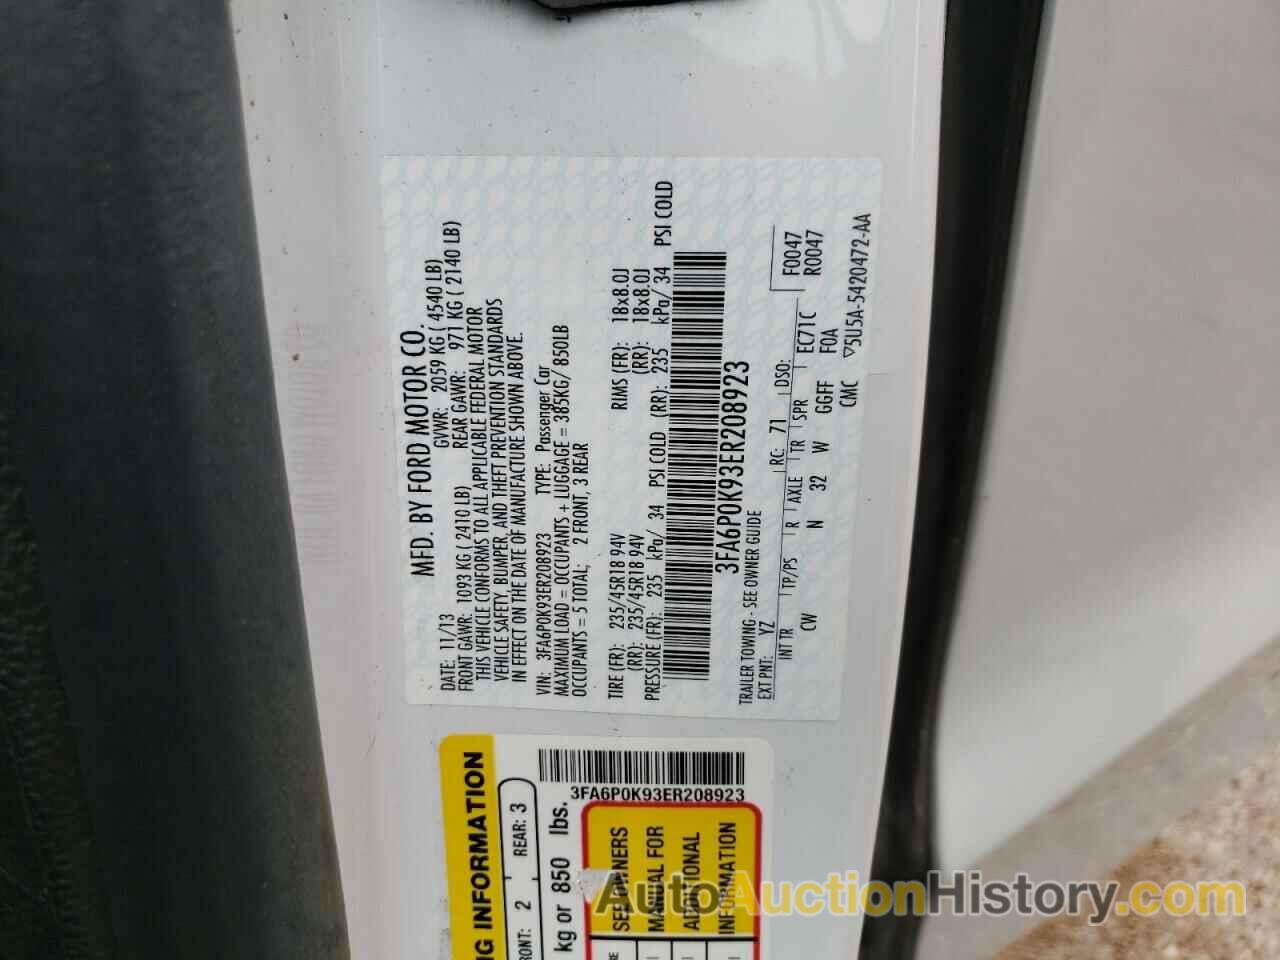 MFD. BY FORD MOTOR CO.
DATE: 11/13 GVWR: 2059 KG ( 4540 LB)
FRONT GAWR: 1093 KG ( 2410 LB) REAR GAWR: 971 KG ( 2140 LB)
THIS VEHICLE CONFORMS TO ALL APPLICABLE FEDERAL MOTOR
VEHICLE SAFETY, BUMPER, AND THEFT PREVENTION STANDARDS
IN EFFECT ON THE DATE OF MANUFACTURE SHOWN ABOVE.
VIN: 3FA6P0K93ER208923 TYPE: Passenger Car
MAXIMUM LOAD = OCCUPANTS + LUGGAGE = 385KG/ 850LB
OCCUPANTS = 5 TOTAL; 2 FRONT, 3 REAR
TIRE (FR): 235/45R18 94V RIMS (FR): 18x8.0J
(RR): 235/45R18 94V (RR): 18x8.0J
PRESSURE (FR): 235 kPa/ 34 PSI COLD (RR): 235 kPa/ 34 PSI COLD
3FA6P0K93ER208923
TRAILER TOWING - SEE OWNER GUIDE
EXT PNT: YZ RC: 71 DSO: F0047
R0047
INT TR TP/PS R AXLE TR SPR EC71C
CW N 32 W GGFF F0A
CMC ▽5U5A-5420472-AA
NG INFORMATION
RONT: 2 REAR: 3
kg or 850 lbs.
3FA6P0K93ER208923
SEE OWNERS
MANUAL FOR
ADDITIONAL
INFORMATION
AutoAuctionHistory.com